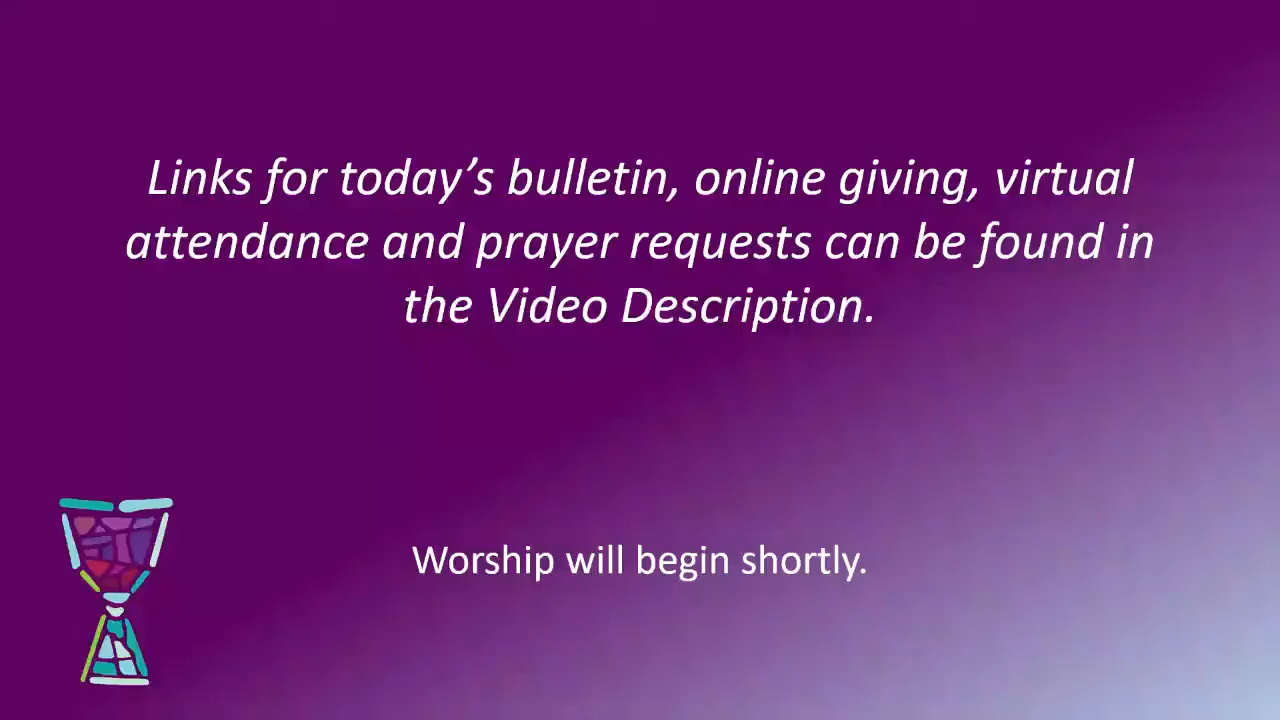 Links for today’s bulletin, online giving, virtual
attendance and prayer requests can be found in
the Video Description.
Worship will begin shortly.